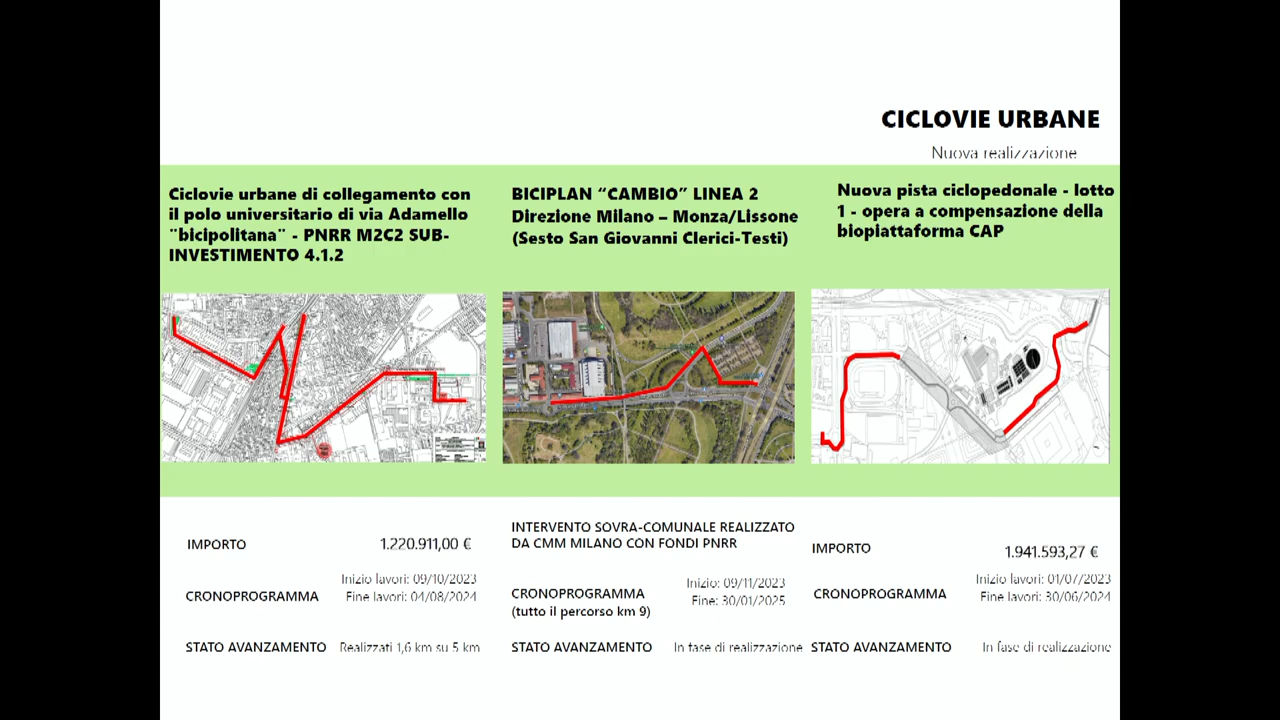 CICLOVIE URBANE
Nuova realizzazione
Ciclovie urbane di collegamento con
il polo universitario di via Adamello
¨bicipolitana¨ - PNRR M2C2 SUB-
INVESTIMENTO 4.1.2
BICIPLAN “CAMBIO” LINEA 2
Direzione Milano – Monza/Lissone
(Sesto San Giovanni Clerici-Testi)
Nuova pista ciclopedonale - lotto
1 - opera a compensazione della
biopiattaforma CAP
IMPORTO
1.220.911,00 €
CRONOPROGRAMMA
Inizio lavori: 09/10/2023
Fine lavori: 04/08/2024
STATO AVANZAMENTO
Realizzati 1,6 km su 5 km
INTERVENTO SOVRA-COMUNALE REALIZZATO
DA CMM MILANO CON FONDI PNRR
CRONOPROGRAMMA
(tutto il percorso km 9)
Inizio: 09/11/2023
Fine: 30/01/2025
STATO AVANZAMENTO
In fase di realizzazione
IMPORTO
1.941.593,27 €
CRONOPROGRAMMA
Inizio lavori: 01/07/2023
Fine lavori: 30/06/2024
STATO AVANZAMENTO
In fase di realizzazione